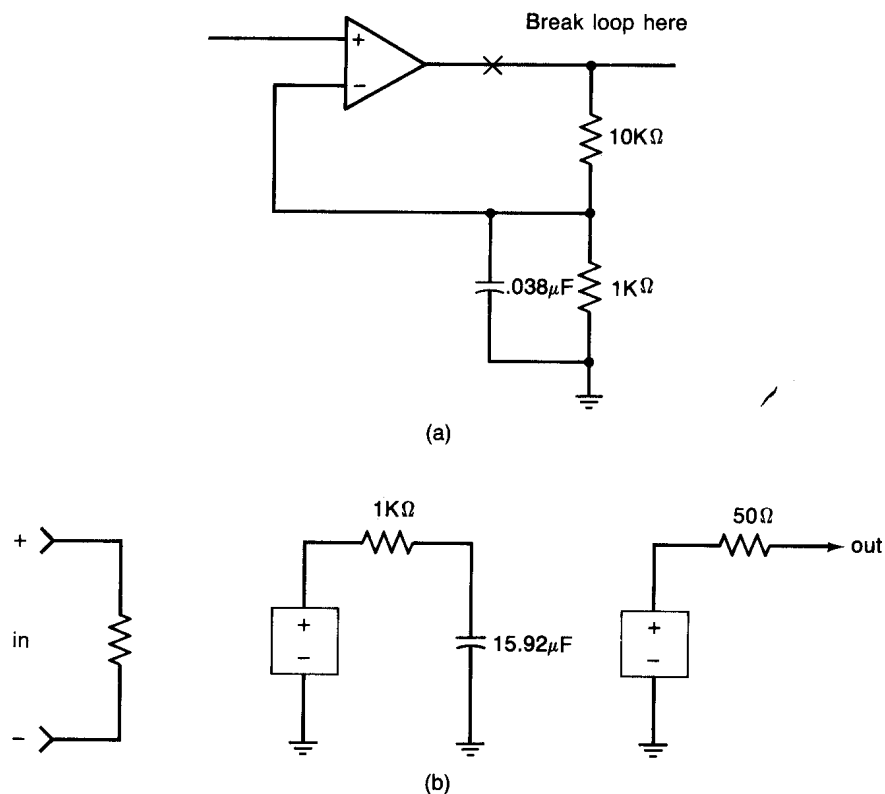 Break loop here
+
−
10KΩ
.038μF
1KΩ
(a)
1KΩ
50Ω
+
out
in
+
−
15.92μF
+
−
−
(b)